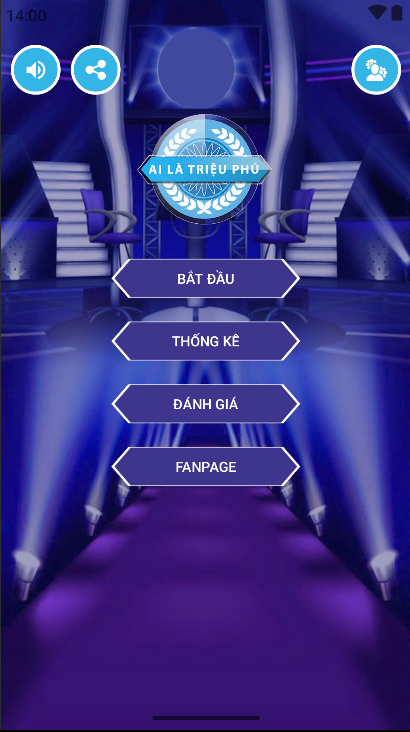 14:00
AI LÀ TRIỆU PHÚ
BẮT ĐẦU
THỐNG KÊ
ĐÁNH GIÁ
FANPAGE